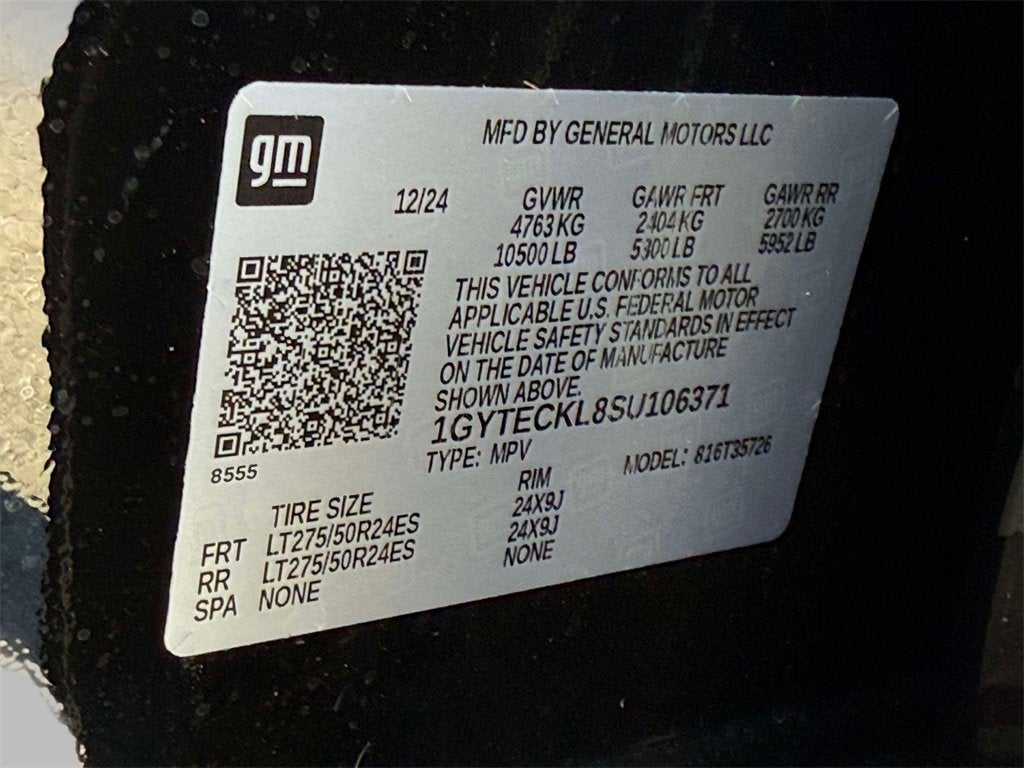 gm
MFD BY GENERAL MOTORS LLC
12/24 GVWR GAWR FRT GAWR RR
4763 KG 2404 KG 2700 KG
10500 LB 5300 LB 5952 LB
THIS VEHICLE CONFORMS TO ALL
APPLICABLE U.S. FEDERAL MOTOR
VEHICLE SAFETY STANDARDS IN EFFECT
ON THE DATE OF MANUFACTURE
SHOWN ABOVE.
1GYTECKL8SU106371
8555
TYPE: MPV MODEL: 816T35726
TIRE SIZE RIM
FRT LT275/50R24ES 24X9J
RR LT275/50R24ES 24X9J
SPA NONE NONE